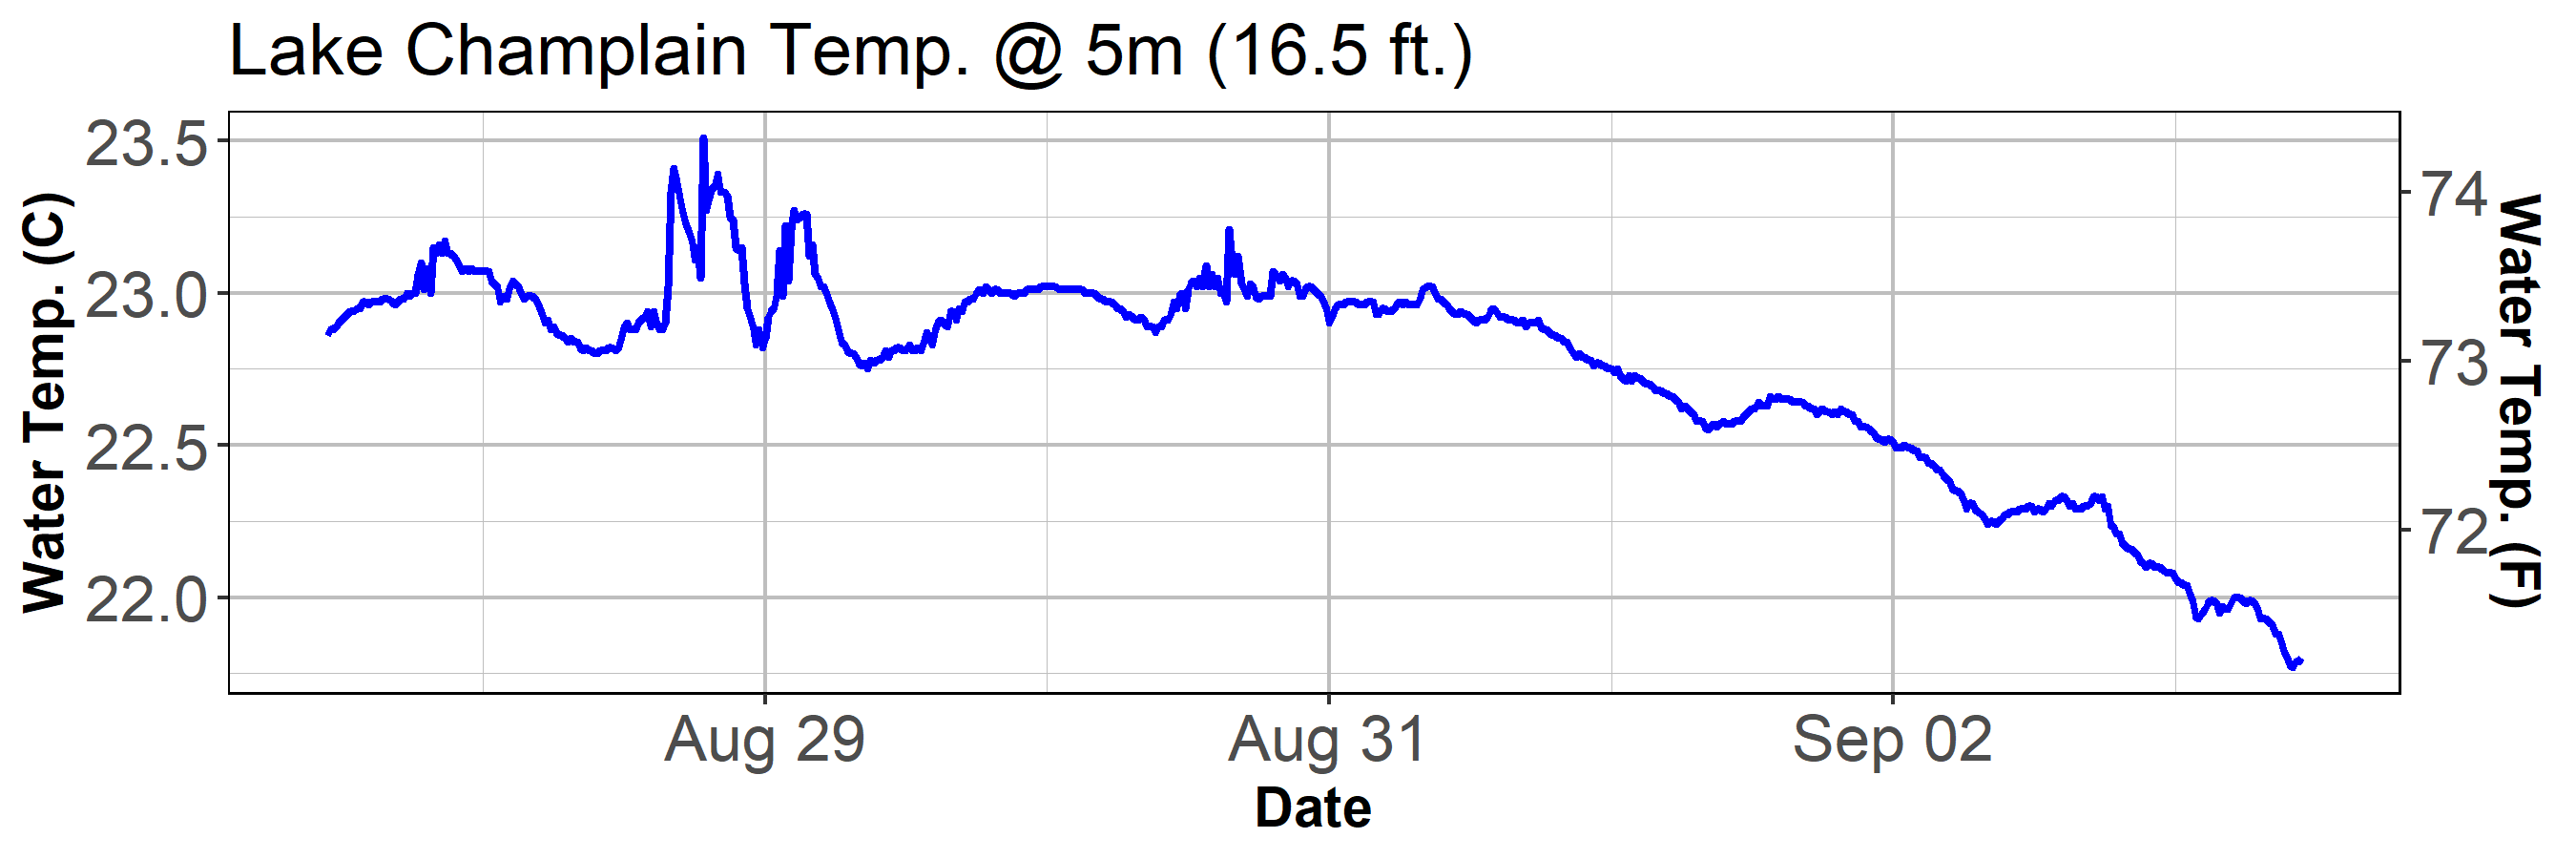 Lake Champlain Temp. @ 5m (16.5 ft.)
Water Temp. (C)
23.5
23.0
22.5
22.0
74
73
72
Water Temp. (F)
Aug 29 Aug 31 Sep 02
Date